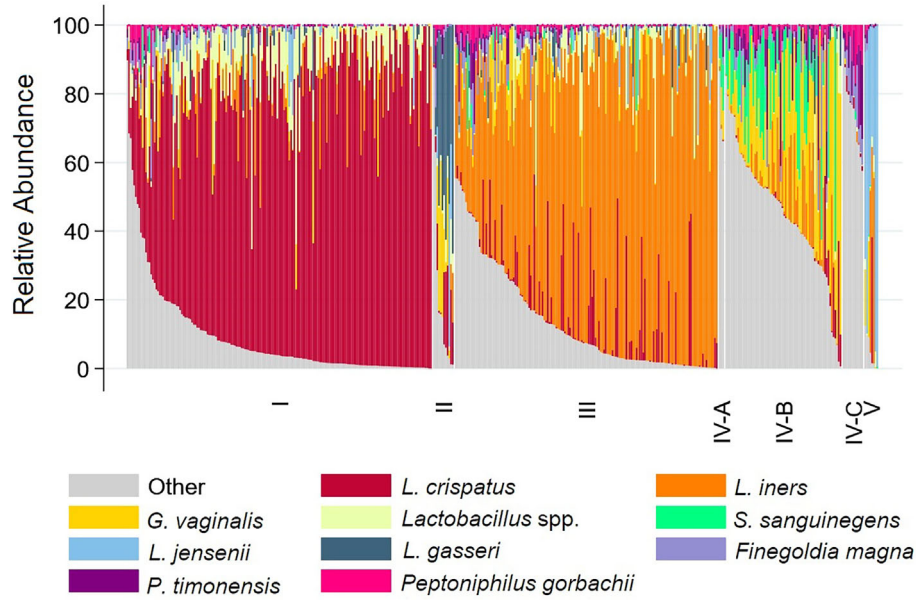 Relative Abundance
100
80
60
40
20
0
I
II
III
IV-A
IV-B
IV-C
V
Other
L. crispatus
L. iners
G. vaginalis
Lactobacillus spp.
S. sanguinegens
L. jensenii
L. gasseri
Finegoldia magna
P. timonensis
Peptoniphilus gorbachii